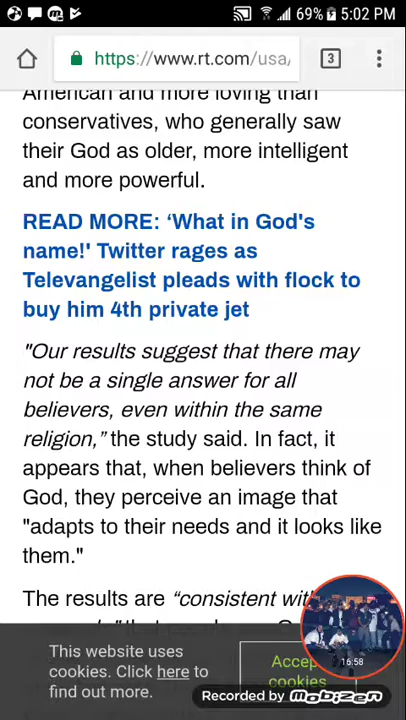 69% 5:02 PM
https://www.rt.com/usa/
3
American and more loving than
conservatives, who generally saw
their God as older, more intelligent
and more powerful.
READ MORE: ‘What in God's
name!' Twitter rages as
Televangelist pleads with flock to
buy him 4th private jet
"Our results suggest that there may
not be a single answer for all
believers, even within the same
religion,” the study said. In fact, it
appears that, when believers think of
God, they perceive an image that
"adapts to their needs and it looks like
them."
The results are “consistent with
This website uses
cookies. Click here to
find out more.
Accept
cookies
16:58
Recorded by mobizen